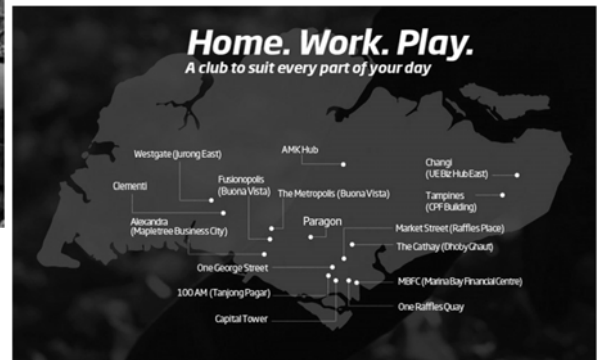 Home. Work. Play.
A club to suit every part of your day
Westgate (Jurong East)
AMK Hub
Changi
(UE Biz Hub East)
Clementi
Fusionopolis
(Buona Vista)
The Metropolis (Buona Vista)
Tampines
(CPF Building)
Alexandra
(Mapletree Business City)
Paragon
Market Street (Raffles Place)
The Cathay (Dhoby Ghaut)
One George Street
MBFC (Marina Bay Financial Centre)
100 AM (Tanjong Pagar)
One Raffles Quay
Capital Tower